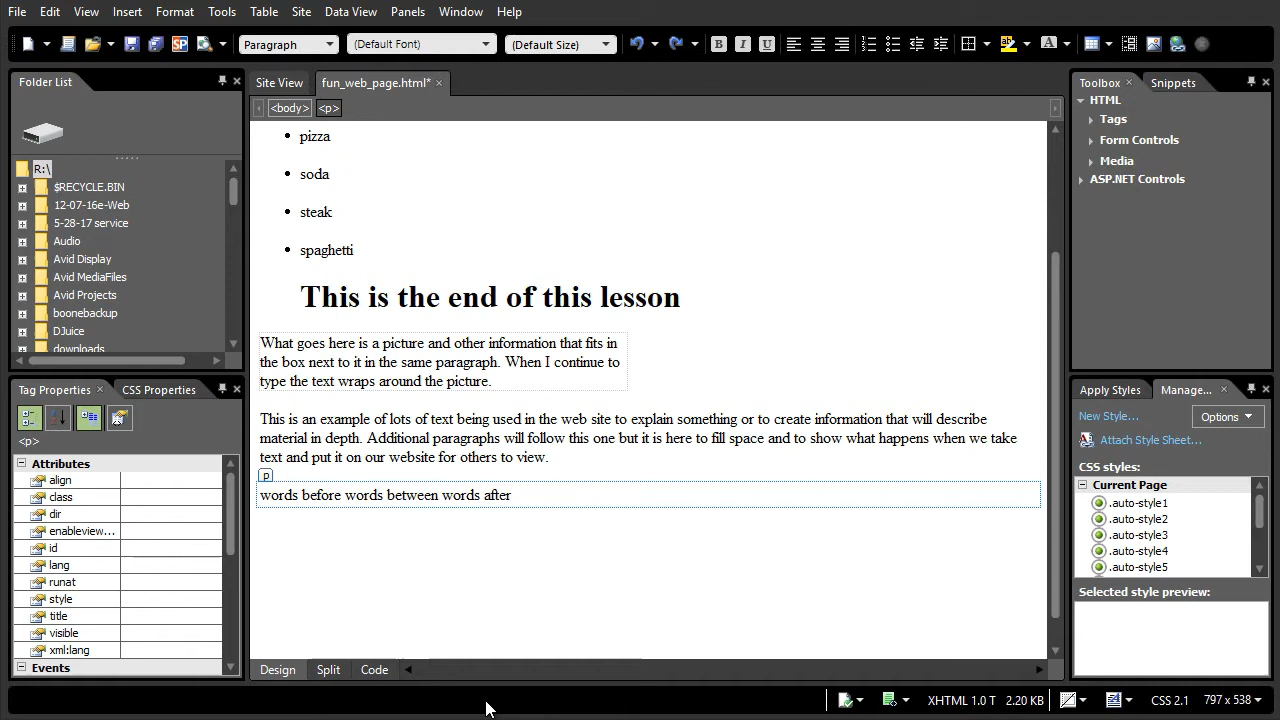 File Edit View Insert Format Tools Table Site Data View Panels Window Help
SP Paragraph (Default Font) (Default Size) B I U A
Folder List
R:\
$RECYCLE.BIN
12-07-16e-Web
5-28-17 service
Audio
Avid Display
Avid MediaFiles
Avid Projects
boonebackup
DJuice
downloads
Tag Properties CSS Properties
<p>
Attributes
align
class
dir
enableview...
id
lang
runat
style
title
visible
xml:lang
Events
Site View fun_web_page.html*
<body> <p>
• pizza
• soda
• steak
• spaghetti
This is the end of this lesson
What goes here is a picture and other information that fits in
the box next to it in the same paragraph. When I continue to
type the text wraps around the picture.
This is an example of lots of text being used in the web site to explain something or to create information that will describe
material in depth. Additional paragraphs will follow this one but it is here to fill space and to show what happens when we take
text and put it on our website for others to view.
p
words before words between words after
Design Split Code
Toolbox Snippets
HTML
Tags
Form Controls
Media
ASP.NET Controls
Apply Styles Manage...
New Style... Options
Attach Style Sheet...
CSS styles:
Current Page
.auto-style1
.auto-style2
.auto-style3
.auto-style4
.auto-style5
Selected style preview:
XHTML 1.0 T 2.20 KB CSS 2.1 797 x 538